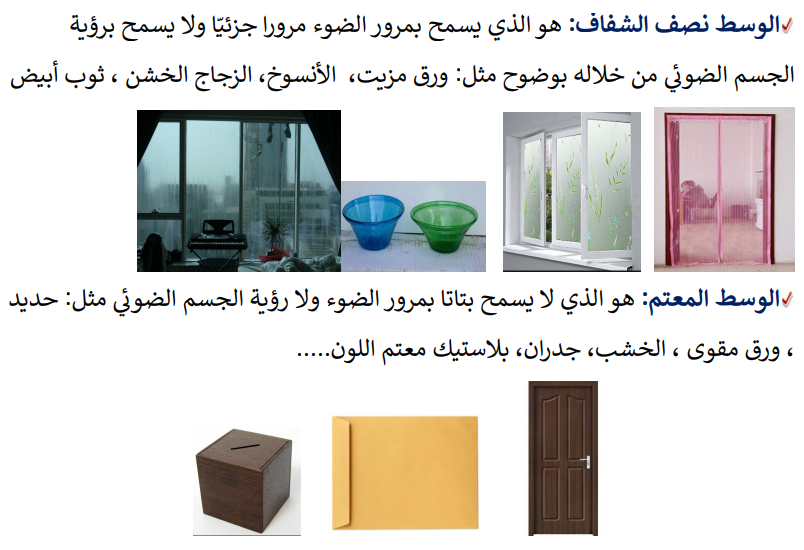 الوسط نصف الشفاف: هو الذي يسمح بمرور الضوء مرورا جزئيّا ولا يسمح برؤية
الجسم الضوئي من خلاله بوضوح مثل: ورق مزيت، الأنسوخ، الزجاج الخشن ، ثوب أبيض
الوسط المعتم: هو الذي لا يسمح بتاتا بمرور الضوء ولا رؤية الجسم الضوئي مثل: حديد
، ورق مقوى ، الخشب، جدران، بلاستيك معتم اللون.....